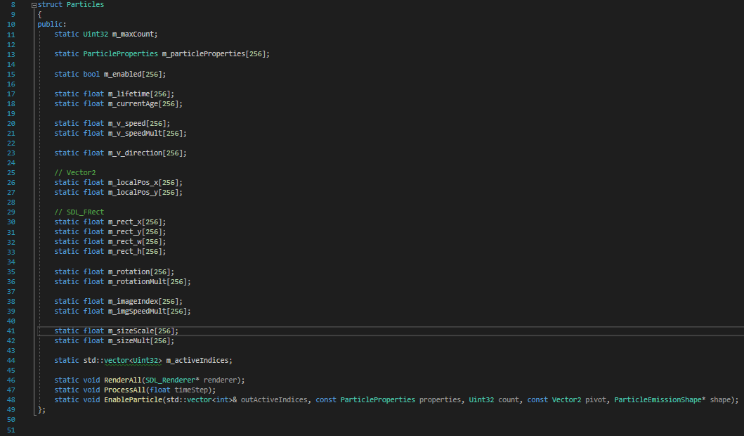 8 struct Particles
9 {
10 public:
11 static Uint32 m_maxCount;
12
13 static ParticleProperties m_particleProperties[256];
14
15 static bool m_enabled[256];
16
17 static float m_lifetime[256];
18 static float m_currentAge[256];
19
20 static float m_v_speed[256];
21 static float m_v_speedMult[256];
22
23 static float m_v_direction[256];
24
25 // Vector2
26 static float m_localPos_x[256];
27 static float m_localPos_y[256];
28
29 // SDL_FRect
30 static float m_rect_x[256];
31 static float m_rect_y[256];
32 static float m_rect_w[256];
33 static float m_rect_h[256];
34
35 static float m_rotation[256];
36 static float m_rotationMult[256];
37
38 static float m_imageIndex[256];
39 static float m_imgSpeedMult[256];
40
41 static float m_sizeScale[256];
42 static float m_sizeMult[256];
43
44 static std::vector<Uint32> m_activeIndices;
45
46 static void RenderAll(SDL_Renderer* renderer);
47 static void ProcessAll(float timeStep);
48 static void EnableParticle(std::vector<int>& outActiveIndices, const ParticleProperties properties, Uint32 count, const Vector2 pivot, ParticleEmissionShape* shape);
49 };
50
51